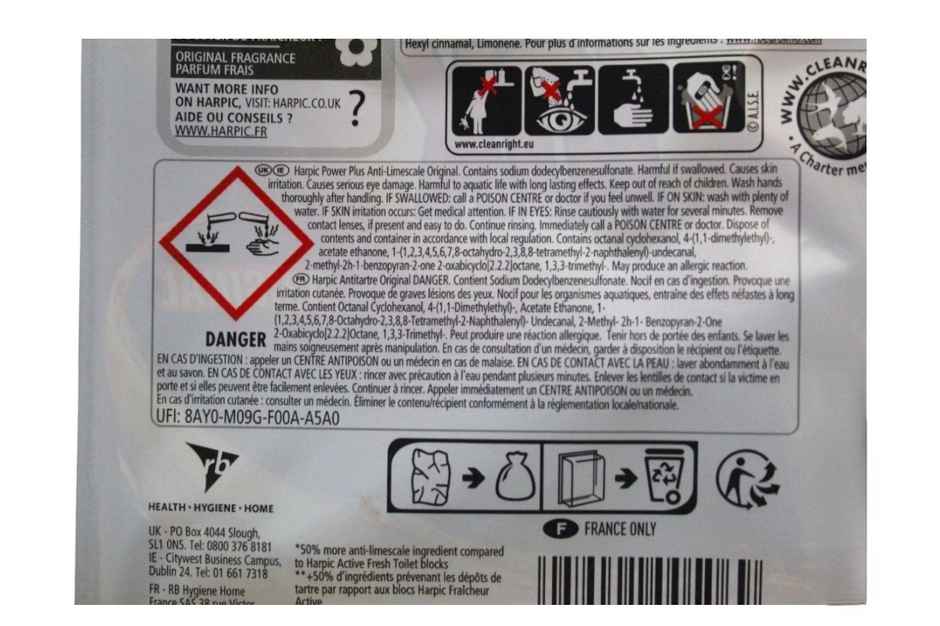 ORIGINAL FRAGRANCE
PARFUM FRAIS
WANT MORE INFO
ON HARPIC, VISIT: HARPIC.CO.UK
AIDE OU CONSEILS ?
WWW.HARPIC.FR
?
Hexyl cinnamal, Limonene. Pour plus d'informations sur les ingrédients :
© A.I.S.E.
www.cleanright.eu
WWW.CLEANR
• A Charter me
UK IE Harpic Power Plus Anti-Limescale Original. Contains sodium dodecylbenzenesulfonate. Harmful if swallowed. Causes skin
irritation. Causes serious eye damage. Harmful to aquatic life with long lasting effects. Keep out of reach of children. Wash hands
thoroughly after handling. IF SWALLOWED: call a POISON CENTRE or doctor if you feel unwell. IF ON SKIN: wash with plenty of
water. IF SKIN irritation occurs: Get medical attention. IF IN EYES: Rinse cautiously with water for several minutes. Remove
contact lenses, if present and easy to do. Continue rinsing. Immediately call a POISON CENTRE or doctor. Dispose of
contents and container in accordance with local regulation. Contains octanal cyclohexanol, 4-(1,1-dimethylethyl)-,
acetate ethanone, 1-(1,2,3,4,5,6,7,8-octahydro-2,3,8,8-tetramethyl-2-naphthalenyl)-undecanal,
2-methyl-2h-1-benzopyran-2-one 2-oxabicyclo[2.2.2]octane, 1,3,3-trimethyl-. May produce an allergic reaction.
FR Harpic Antitartre Original DANGER. Contient Sodium Dodecylbenzenesulfonate. Nocif en cas d'ingestion. Provoque une
irritation cutanée. Provoque de graves lésions des yeux. Nocif pour les organismes aquatiques, entraîne des effets néfastes à long
terme. Contient Octanal Cyclohexanol, 4-(1,1-Dimethylethyl)-, Acetate Ethanone, 1-
(1,2,3,4,5,6,7,8-Octahydro-2,3,8,8-Tetramethyl-2-Naphthalenyl)- Undecanal, 2-Methyl- 2h-1- Benzopyran-2-One
2-Oxabicyclo[2.2.2]Octane, 1,3,3-Trimethyl-. Peut produire une réaction allergique. Tenir hors de portée des enfants. Se laver les
DANGER mains soigneusement après manipulation. En cas de consultation d'un médecin, garder à disposition le récipient ou l'étiquette.
EN CAS D'INGESTION : appeler un CENTRE ANTIPOISON ou un médecin en cas de malaise. EN CAS DE CONTACT AVEC LA PEAU : laver abondamment à l'eau
et au savon. EN CAS DE CONTACT AVEC LES YEUX : rincer avec précaution à l'eau pendant plusieurs minutes. Enlever les lentilles de contact si la victime en
porte et si elles peuvent être facilement enlevées. Continuer à rincer. Appeler immédiatement un CENTRE ANTIPOISON ou un médecin.
En cas d'irritation cutanée : consulter un médecin. Éliminer le contenu/récipient conformément à la réglementation locale/nationale.
UFI: 8AY0-M09G-F00A-A5A0
rb
HEALTH • HYGIENE • HOME
F FRANCE ONLY
UK - PO Box 4044 Slough,
SL1 0NS. Tel: 0800 376 8181
IE - Citywest Business Campus,
Dublin 24. Tel: 01 661 7318
FR - RB Hygiene Home
France SAS 38 rue Victor
*50% more anti-limescale ingredient compared
to Harpic Active Fresh Toilet blocks
**+50% d'ingrédients prévenant les dépôts de
tartre par rapport aux blocs Harpic Fraîcheur
Active